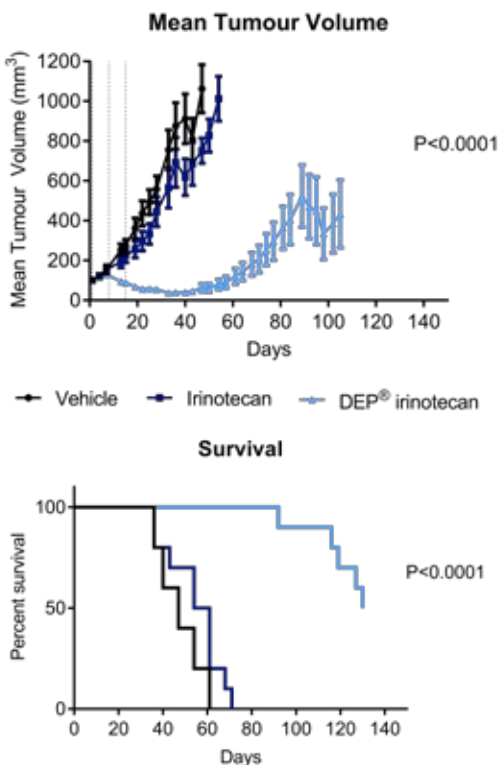 Mean Tumour Volume
Mean Tumour Volume (mm³)
1200
1000
800
600
400
200
0
P<0.0001
0 20 40 60 80 100 120 140
Days
Vehicle Irinotecan DEP® irinotecan
Survival
Percent survival
100
50
0
P<0.0001
0 20 40 60 80 100 120 140
Days